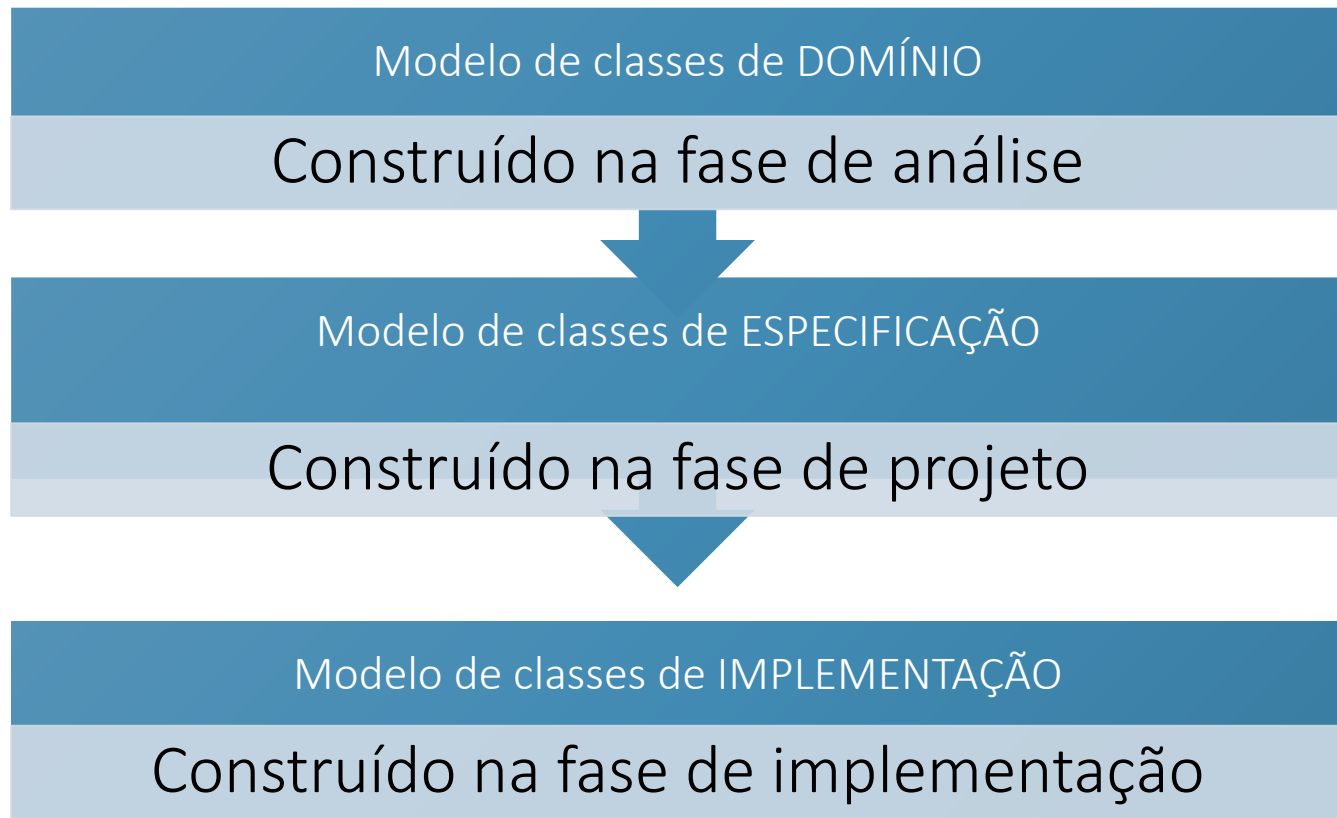 Modelo de classes de DOMÍNIO
Construído na fase de análise
Modelo de classes de ESPECIFICAÇÃO
Construído na fase de projeto
Modelo de classes de IMPLEMENTAÇÃO
Construído na fase de implementação